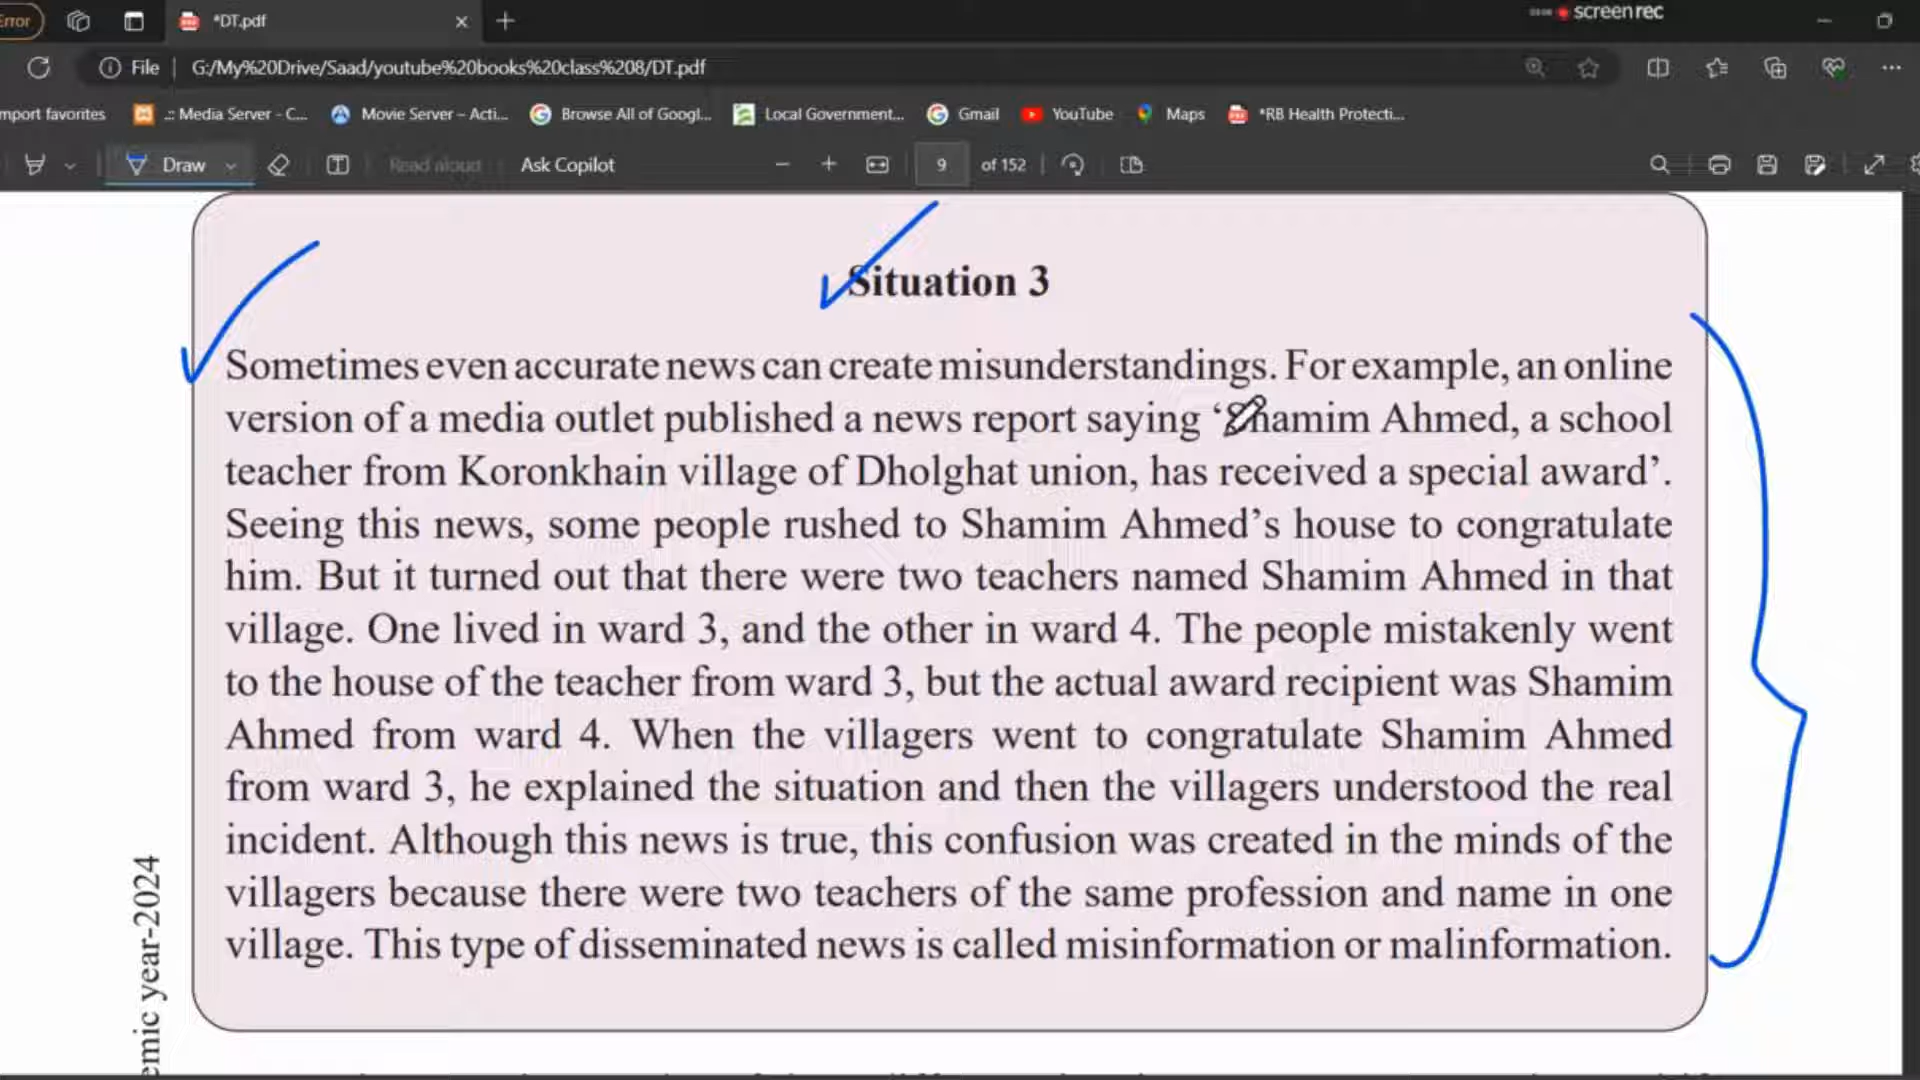 Error
*DT.pdf
screenrec
File
G:/My%20Drive/Saad/youtube%20books%20class%208/DT.pdf
mport favorites
.:: Media Server - C...
Movie Server – Acti...
Browse All of Googl...
Local Government...
Gmail
YouTube
Maps
*RB Health Protecti...
Draw
Read aloud
Ask Copilot
9
of 152
Situation 3
Sometimes even accurate news can create misunderstandings. For example, an online
version of a media outlet published a news report saying ‘Shamim Ahmed, a school
teacher from Koronkhain village of Dholghat union, has received a special award’.
Seeing this news, some people rushed to Shamim Ahmed’s house to congratulate
him. But it turned out that there were two teachers named Shamim Ahmed in that
village. One lived in ward 3, and the other in ward 4. The people mistakenly went
to the house of the teacher from ward 3, but the actual award recipient was Shamim
Ahmed from ward 4. When the villagers went to congratulate Shamim Ahmed
from ward 3, he explained the situation and then the villagers understood the real
incident. Although this news is true, this confusion was created in the minds of the
villagers because there were two teachers of the same profession and name in one
village. This type of disseminated news is called misinformation or malinformation.
emic year-2024